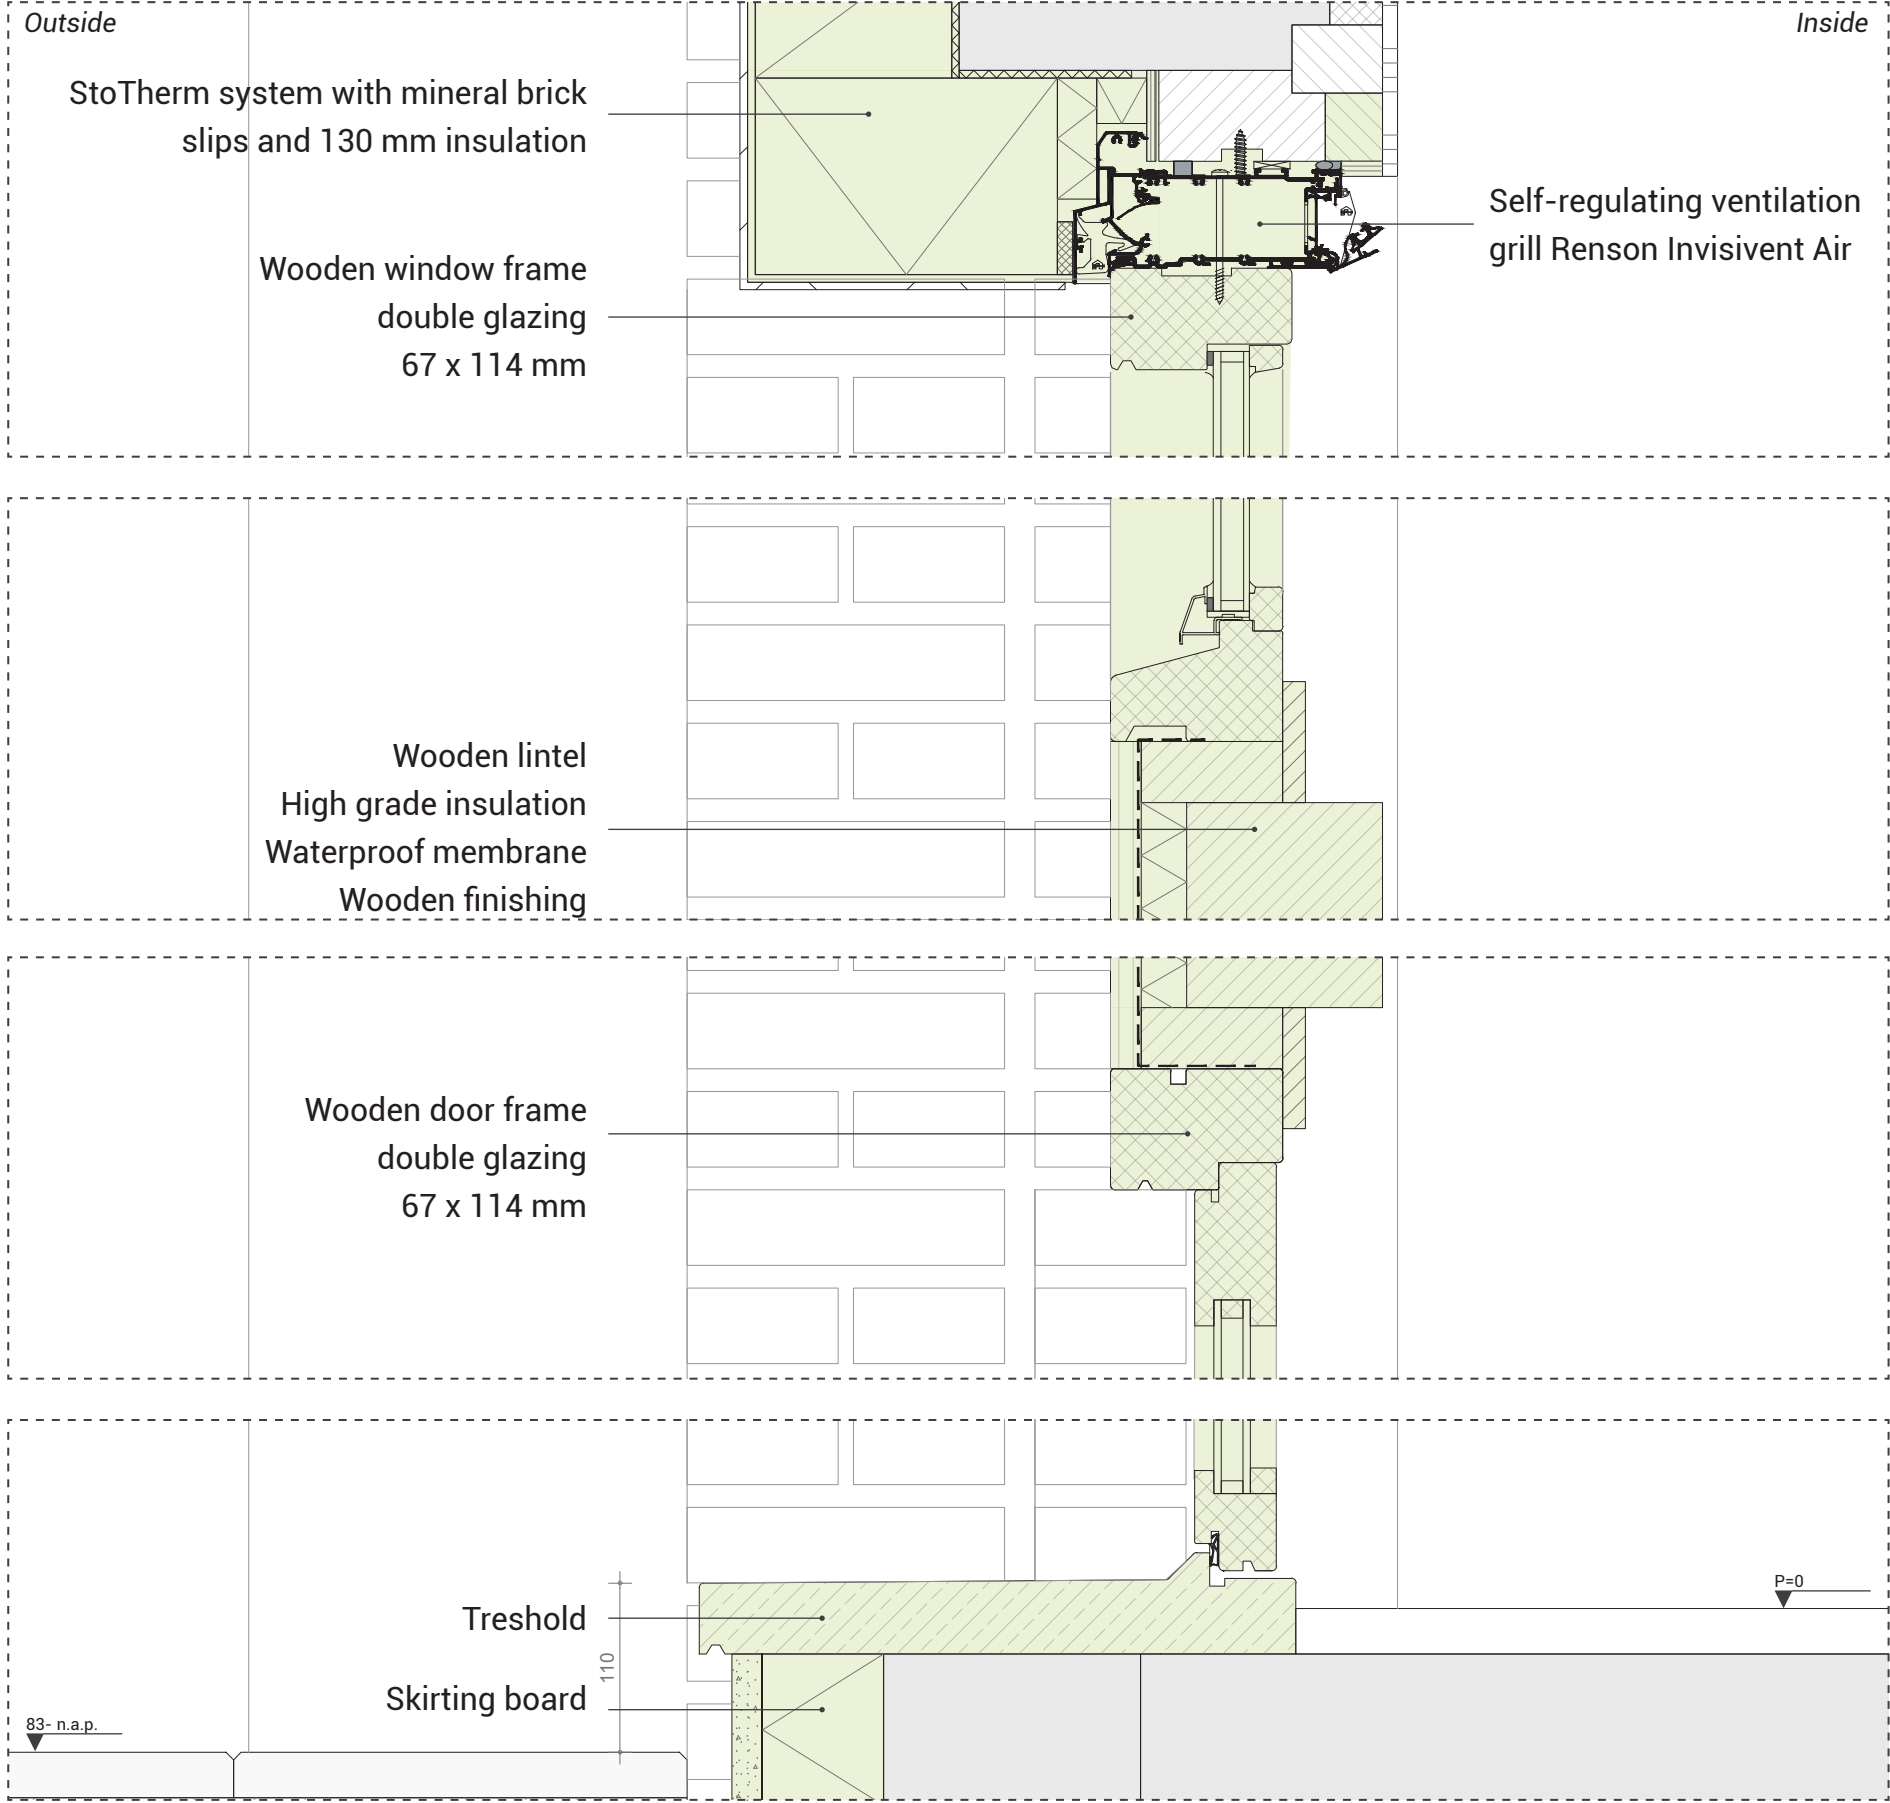 Outside
Inside
StoTherm system with mineral brick
slips and 130 mm insulation
Self-regulating ventilation
grill Renson Invisivent Air
Wooden window frame
double glazing
67 x 114 mm
Wooden lintel
High grade insulation
Waterproof membrane
Wooden finishing
Wooden door frame
double glazing
67 x 114 mm
P=0
Treshold
110
Skirting board
83- n.a.p.